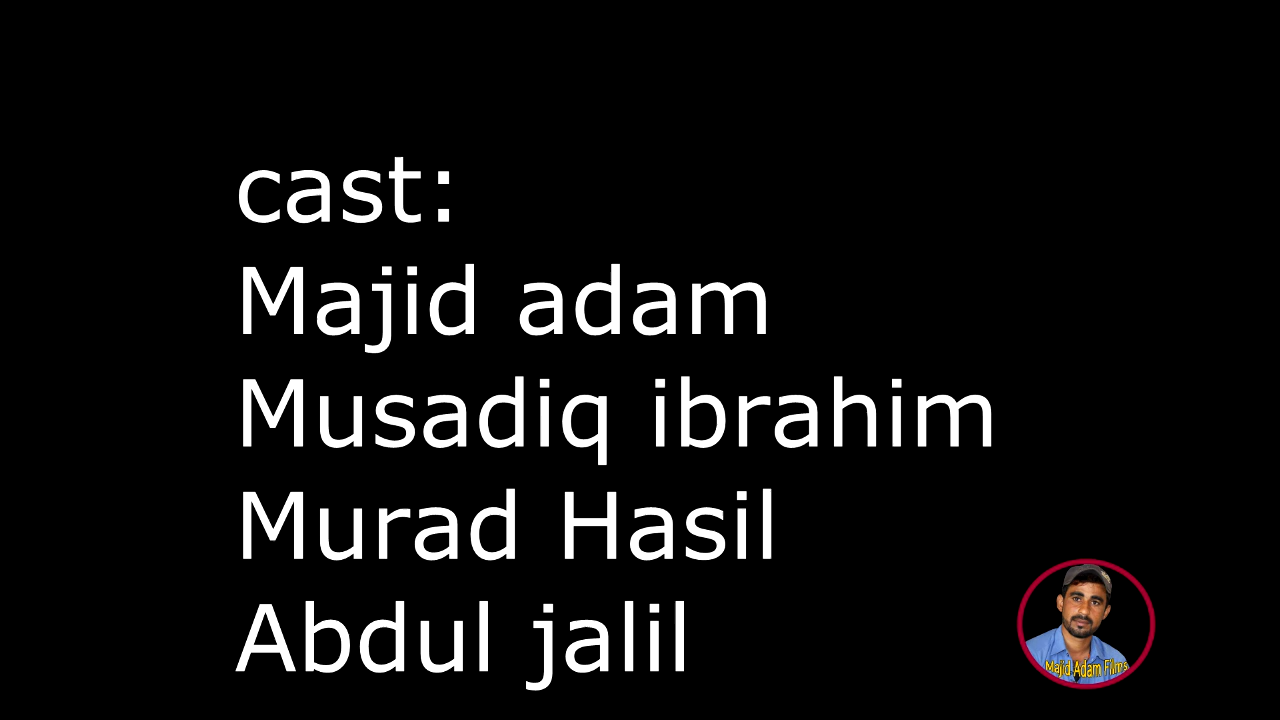 cast:
Majid adam
Musadiq ibrahim
Murad Hasil
Abdul jalil
Majid Adam Films